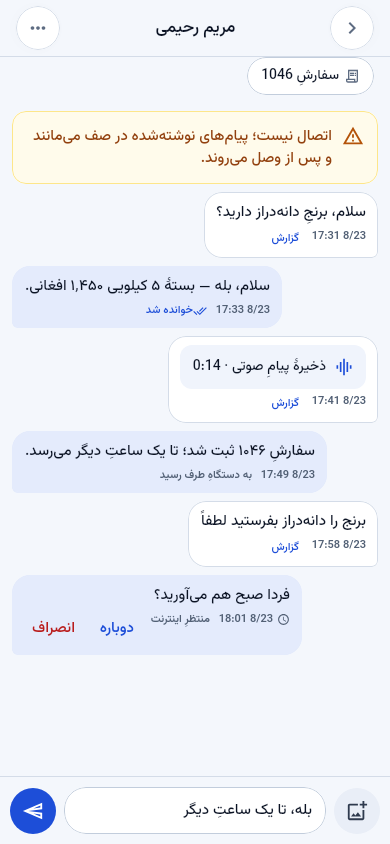 مریم رحیمی
سفارشِ 1046
اتصال نیست؛ پیام‌های نوشته‌شده در صف می‌مانند
و پس از وصل می‌روند.
سلام، برنجِ دانه‌دراز دارید؟
8/23 17:31 گزارش
سلام، بله — بستهٔ ۵ کیلویی ۱,۴۵۰ افغانی.
8/23 17:33 خوانده شد
ذخیرهٔ پیامِ صوتی · 0:14
8/23 17:41 گزارش
سفارشِ ۱۰۴۶ ثبت شد؛ تا یک ساعتِ دیگر می‌رسد.
8/23 17:49 به دستگاهِ طرف رسید
برنج را دانه‌دراز بفرستید لطفاً
8/23 17:58 گزارش
فردا صبح هم می‌آورید؟
8/23 18:01 منتظرِ اینترنت دوباره انصراف
بله، تا یک ساعتِ دیگر